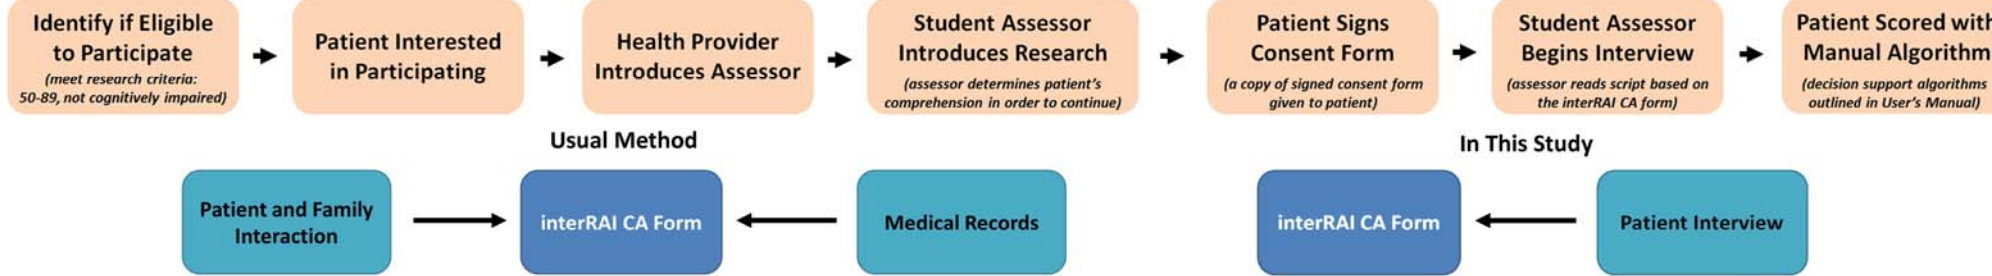 Identify if Eligible
to Participate
(meet research criteria:
50-89, not cognitively impaired)
Patient Interested
in Participating
Health Provider
Introduces Assessor
Student Assessor
Introduces Research
(assessor determines patient's
comprehension in order to continue)
Patient Signs
Consent Form
(a copy of signed consent form
given to patient)
Student Assessor
Begins Interview
(assessor reads script based on
the interRAI CA form)
Patient Scored with
Manual Algorithm
(decision support algorithms
outlined in User's Manual)
Usual Method
In This Study
Patient and Family
Interaction
interRAI CA Form
Medical Records
interRAI CA Form
Patient Interview